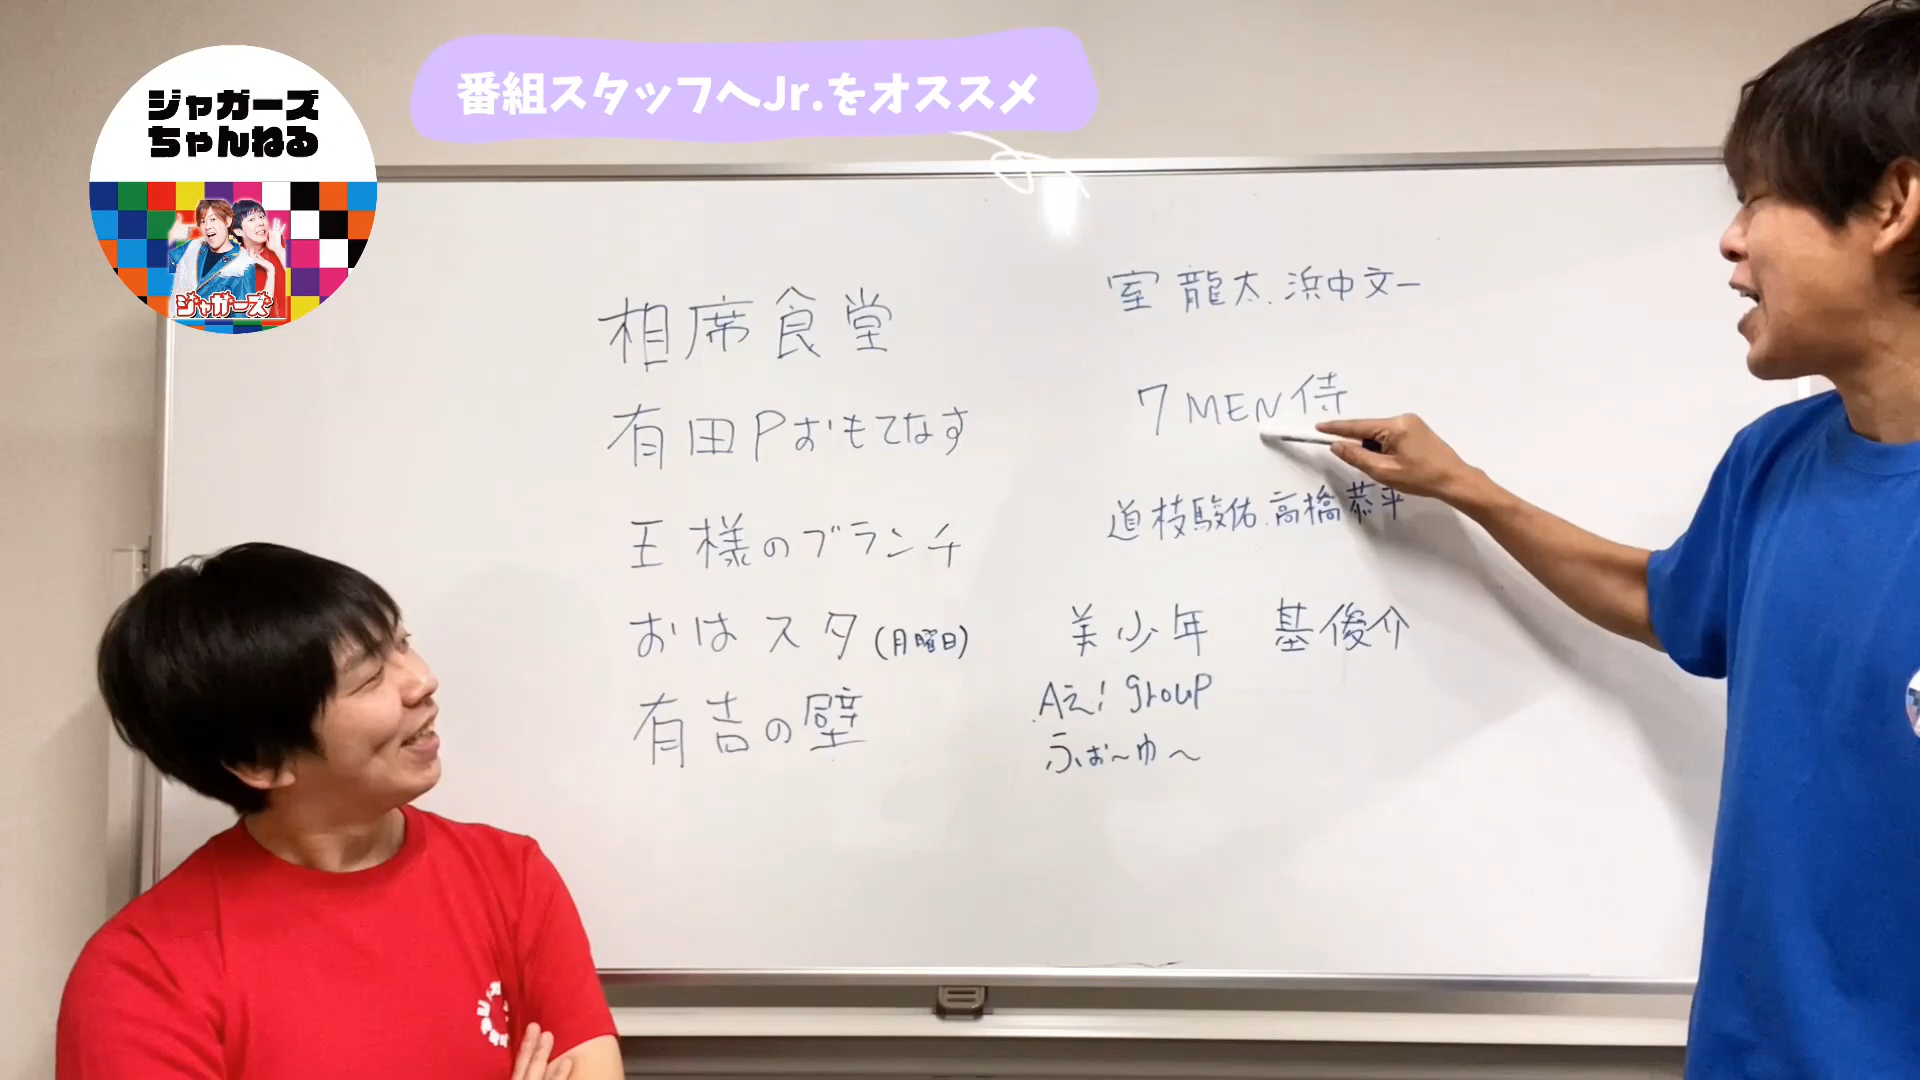 番組スタッフへJr.をオススメ
ジャガーズ
ちゃんねる
ジャガーズ
相席食堂
有田Pおもてなす
王様のブランチ
おはスタ(月曜日)
有吉の壁
室龍太.浜中文一
7 MEN 侍
道枝駿佑.高橋恭平
美少年 基俊介
Aぇ! group
ふぉ〜ゆ〜